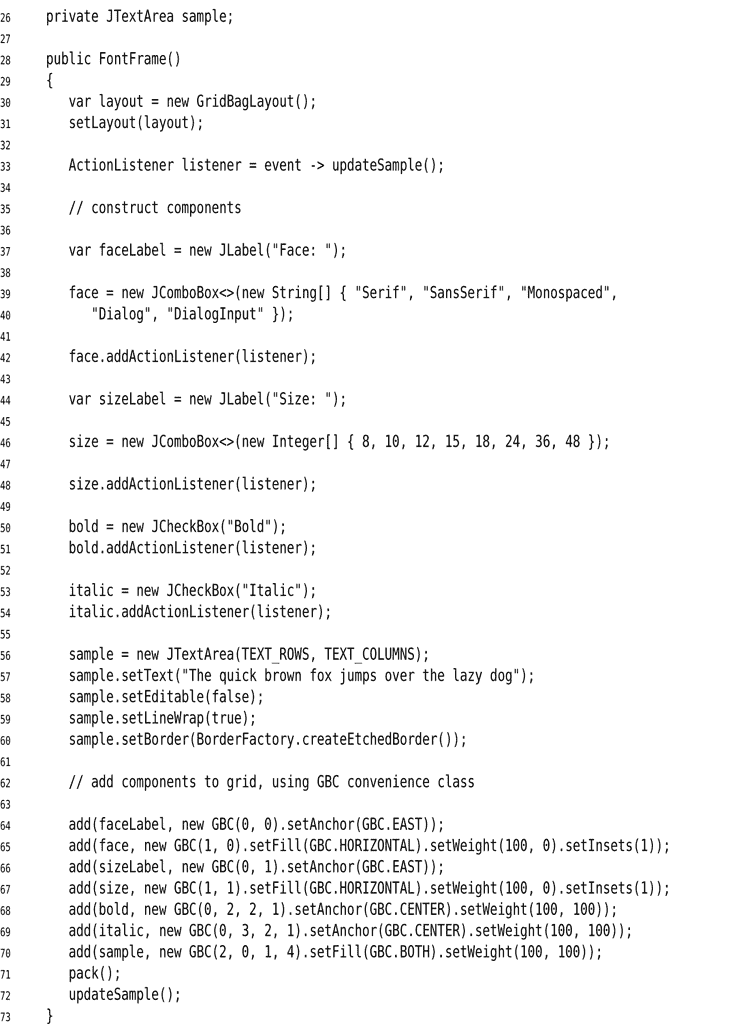 26 private JTextArea sample;
27
28 public FontFrame()
29 {
30 var layout = new GridBagLayout();
31 setLayout(layout);
32
33 ActionListener listener = event -> updateSample();
34
35 // construct components
36
37 var faceLabel = new JLabel("Face: ");
38
39 face = new JComboBox<>(new String[] { "Serif", "SansSerif", "Monospaced",
40 "Dialog", "DialogInput" });
41
42 face.addActionListener(listener);
43
44 var sizeLabel = new JLabel("Size: ");
45
46 size = new JComboBox<>(new Integer[] { 8, 10, 12, 15, 18, 24, 36, 48 });
47
48 size.addActionListener(listener);
49
50 bold = new JCheckBox("Bold");
51 bold.addActionListener(listener);
52
53 italic = new JCheckBox("Italic");
54 italic.addActionListener(listener);
55
56 sample = new JTextArea(TEXT_ROWS, TEXT_COLUMNS);
57 sample.setText("The quick brown fox jumps over the lazy dog");
58 sample.setEditable(false);
59 sample.setLineWrap(true);
60 sample.setBorder(BorderFactory.createEtchedBorder());
61
62 // add components to grid, using GBC convenience class
63
64 add(faceLabel, new GBC(0, 0).setAnchor(GBC.EAST));
65 add(face, new GBC(1, 0).setFill(GBC.HORIZONTAL).setWeight(100, 0).setInsets(1));
66 add(sizeLabel, new GBC(0, 1).setAnchor(GBC.EAST));
67 add(size, new GBC(1, 1).setFill(GBC.HORIZONTAL).setWeight(100, 0).setInsets(1));
68 add(bold, new GBC(0, 2, 2, 1).setAnchor(GBC.CENTER).setWeight(100, 100));
69 add(italic, new GBC(0, 3, 2, 1).setAnchor(GBC.CENTER).setWeight(100, 100));
70 add(sample, new GBC(2, 0, 1, 4).setFill(GBC.BOTH).setWeight(100, 100));
71 pack();
72 updateSample();
73 }